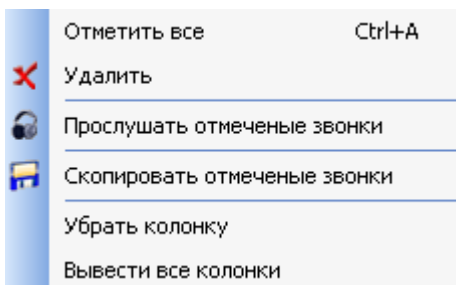 Отметить все Ctrl+A
Удалить
Прослушать отмеченые звонки
Скопировать отмеченые звонки
Убрать колонку
Вывести все колонки